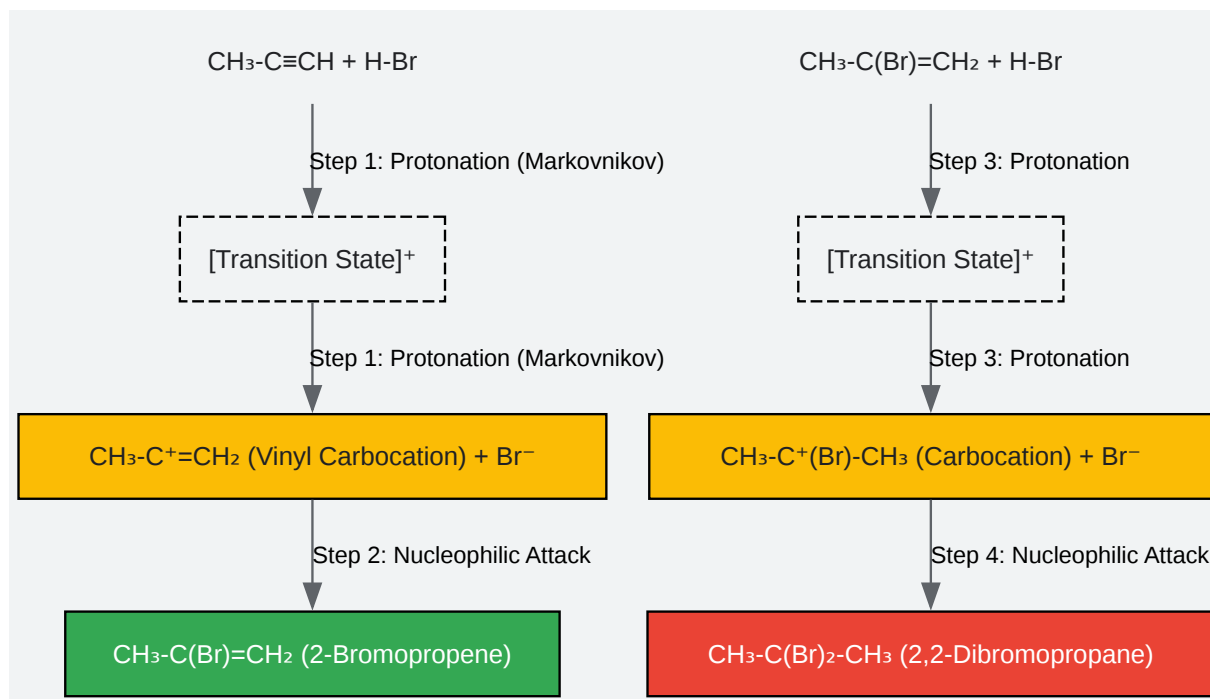 CH₃-C≡CH + H-Br
Step 1: Protonation (Markovnikov)
[Transition State]⁺
Step 1: Protonation (Markovnikov)
CH₃-C⁺=CH₂ (Vinyl Carbocation) + Br⁻
Step 2: Nucleophilic Attack
CH₃-C(Br)=CH₂ (2-Bromopropene)
CH₃-C(Br)=CH₂ + H-Br
Step 3: Protonation
[Transition State]⁺
Step 3: Protonation
CH₃-C⁺(Br)-CH₃ (Carbocation) + Br⁻
Step 4: Nucleophilic Attack
CH₃-C(Br)₂-CH₃ (2,2-Dibromopropane)